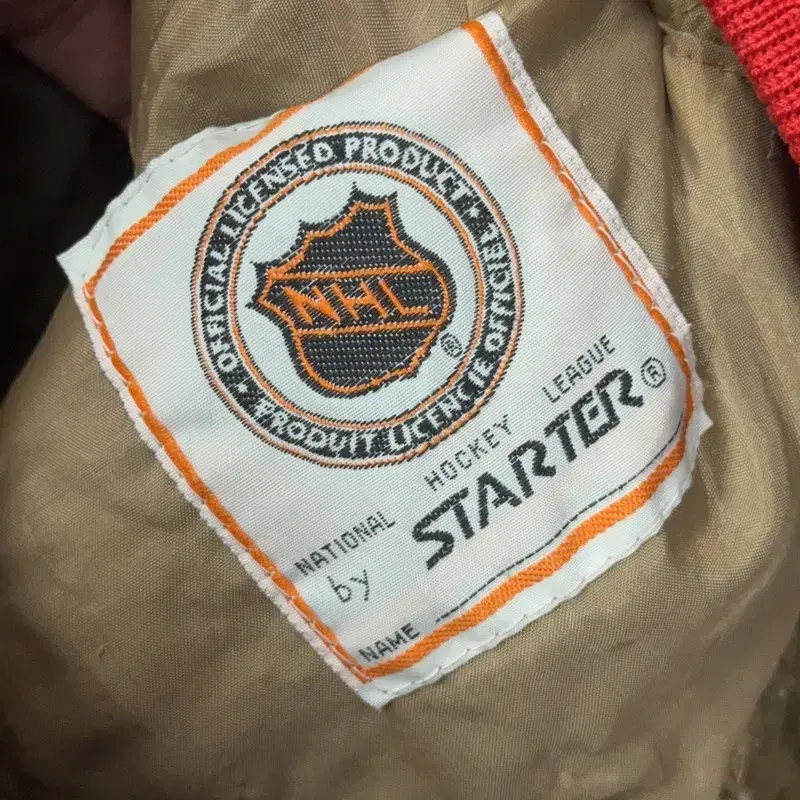 OFFICIAL LICENSED PRODUCT
PRODUIT LICENCIE OFFICIEL
NHL
®
NATIONAL HOCKEY LEAGUE
by STARTER®
NAME